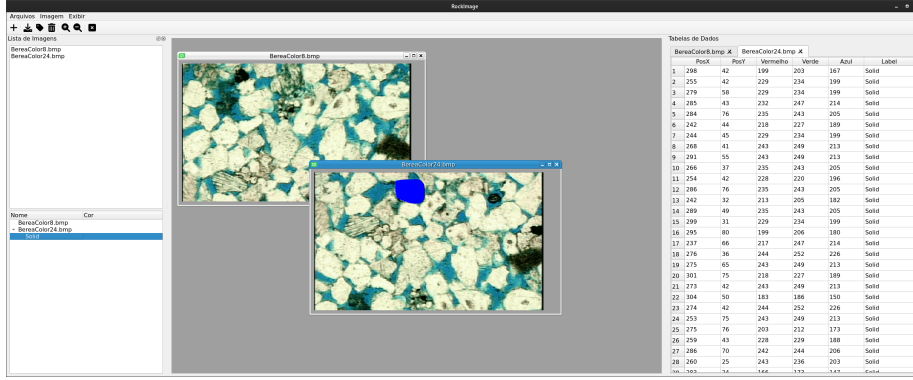 RockImage
Arquivos Imagem Exibir
Lista de Imagens
BereaColor8.bmp
BereaColor24.bmp
Nome Cor
BereaColor8.bmp
BereaColor24.bmp
Solid
BereaColor8.bmp
BereaColor24.bmp
Tabelas de Dados
BereaColor8.bmp BereaColor24.bmp
PosX PosY Vermelho Verde Azul Label
1 298 42 199 203 167 Solid
2 255 42 229 234 199 Solid
3 279 58 229 234 199 Solid
4 285 43 232 247 214 Solid
5 284 76 235 243 205 Solid
6 242 44 218 227 189 Solid
7 244 45 229 234 199 Solid
8 268 41 243 249 213 Solid
9 291 55 243 249 213 Solid
10 266 37 235 243 205 Solid
11 254 42 228 220 196 Solid
12 286 76 235 243 205 Solid
13 242 32 213 205 182 Solid
14 289 49 235 243 205 Solid
15 299 31 229 234 199 Solid
16 295 80 199 206 180 Solid
17 237 66 217 247 214 Solid
18 276 36 244 252 226 Solid
19 275 65 243 249 213 Solid
20 301 75 218 227 189 Solid
21 273 42 243 249 213 Solid
22 304 50 183 186 150 Solid
23 274 42 244 252 226 Solid
24 253 75 243 249 213 Solid
25 275 76 203 212 173 Solid
26 259 43 228 229 188 Solid
27 286 70 242 244 206 Solid
28 260 25 243 236 203 Solid